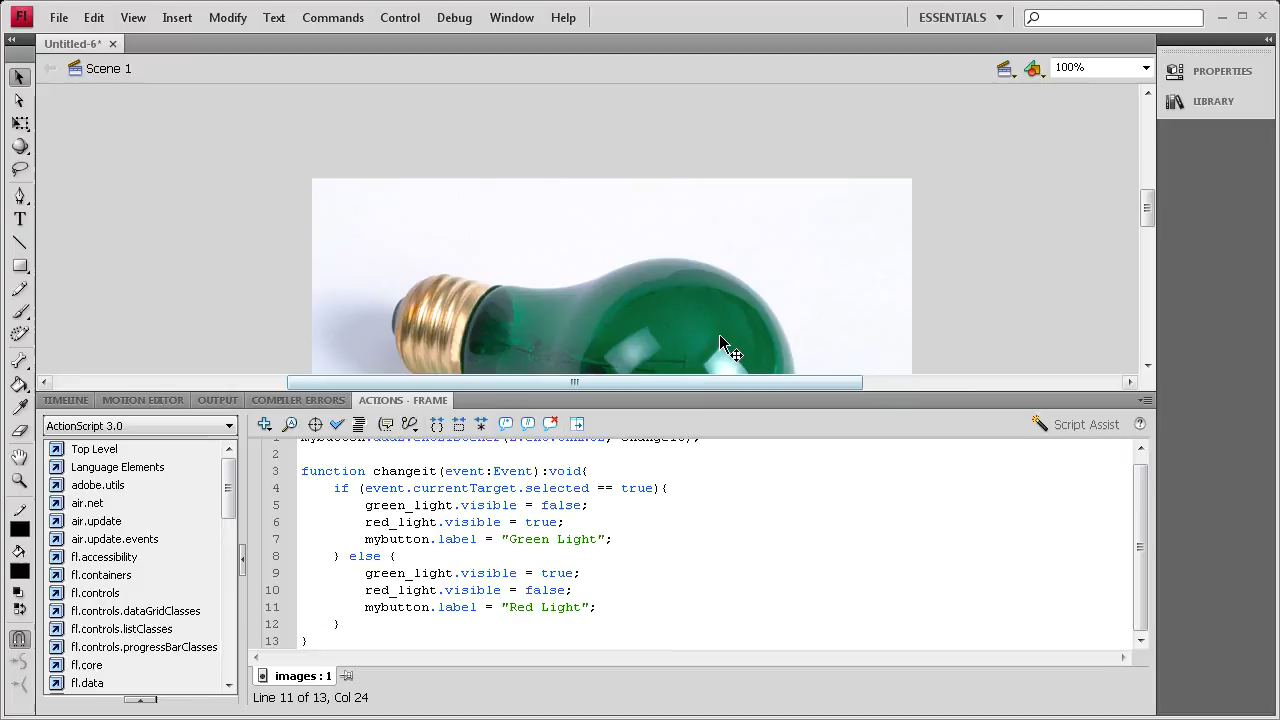 Fl File Edit View Insert Modify Text Commands Control Debug Window Help ESSENTIALS
Untitled-6*
Scene 1 100%
PROPERTIES
LIBRARY
TIMELINE MOTION EDITOR OUTPUT COMPILER ERRORS ACTIONS - FRAME
ActionScript 3.0
Script Assist
Top Level
Language Elements
adobe.utils
air.net
air.update
air.update.events
fl.accessibility
fl.containers
fl.controls
fl.controls.dataGridClasses
fl.controls.listClasses
fl.controls.progressBarClasses
fl.core
fl.data
2
3 function changeit(event:Event):void{
4 if (event.currentTarget.selected == true){
5 green_light.visible = false;
6 red_light.visible = true;
7 mybutton.label = "Green Light";
8 } else {
9 green_light.visible = true;
10 red_light.visible = false;
11 mybutton.label = "Red Light";
12 }
13 }
images : 1
Line 11 of 13, Col 24